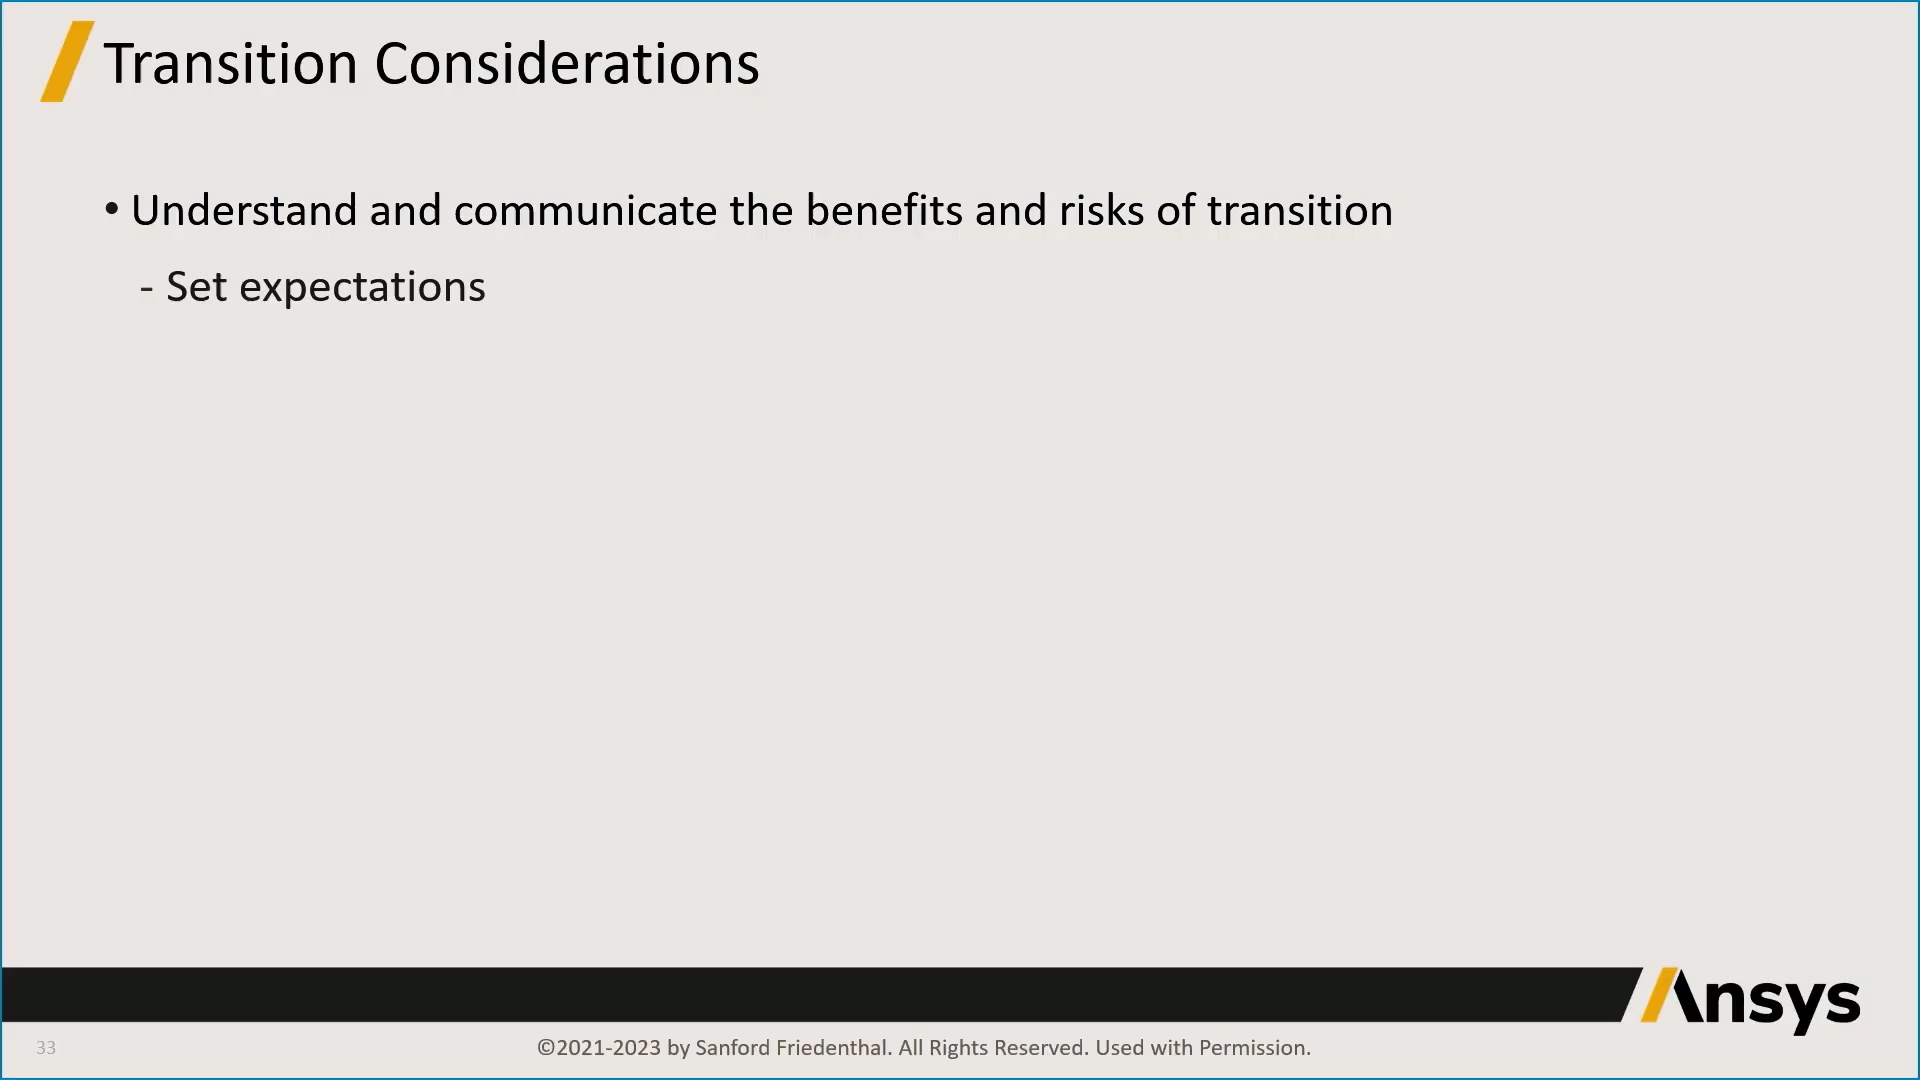 Transition Considerations
• Understand and communicate the benefits and risks of transition
- Set expectations
Ansys
33
©2021-2023 by Sanford Friedenthal. All Rights Reserved. Used with Permission.